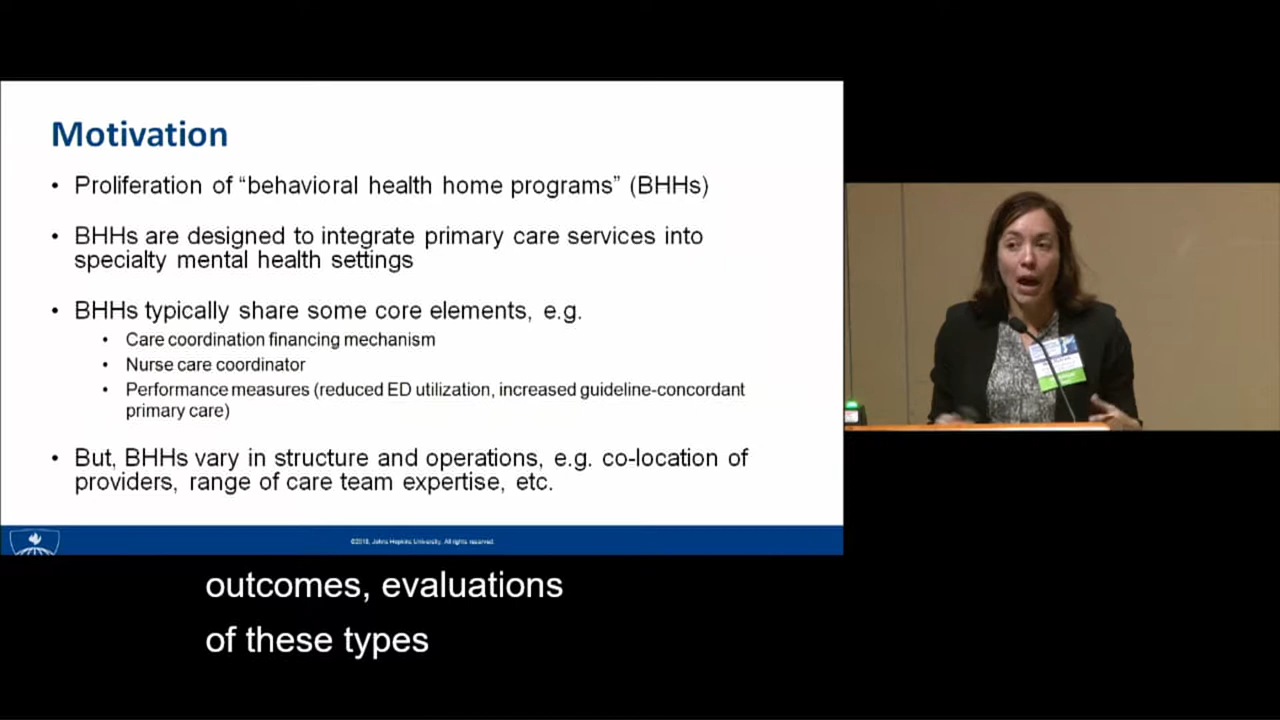 Motivation
• Proliferation of “behavioral health home programs” (BHHs)
• BHHs are designed to integrate primary care services into
specialty mental health settings
• BHHs typically share some core elements, e.g.
• Care coordination financing mechanism
• Nurse care coordinator
• Performance measures (reduced ED utilization, increased guideline-concordant
primary care)
• But, BHHs vary in structure and operations, e.g. co-location of
providers, range of care team expertise, etc.
Johns Hopkins University. All rights reserved.
outcomes, evaluations
of these types